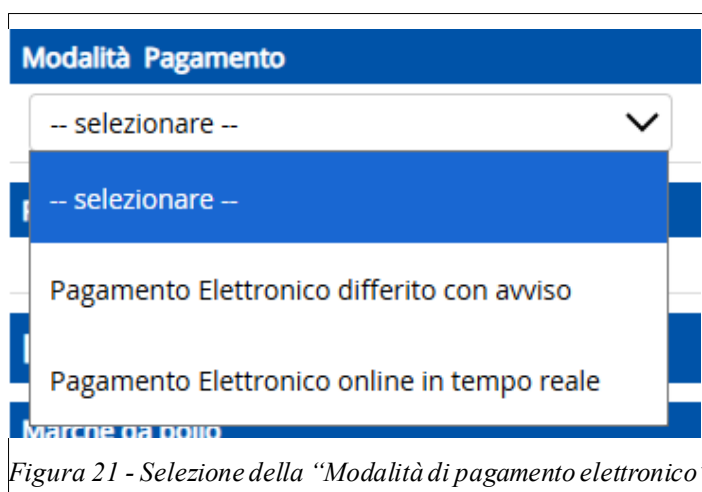 Modalità Pagamento
-- selezionare --
-- selezionare --
Pagamento Elettronico differito con avviso
Pagamento Elettronico online in tempo reale
Marche da bollo
Figura 21 - Selezione della “Modalità di pagamento elettronico”